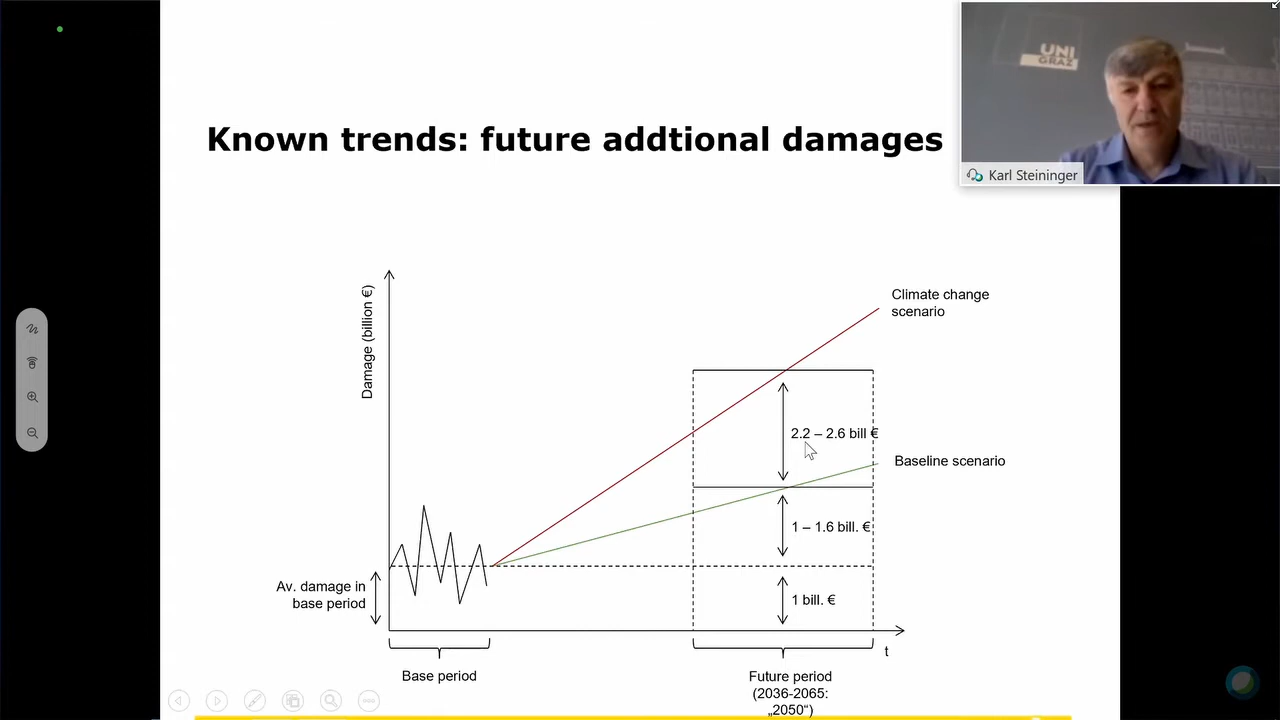 UNI
GRAZ
Karl Steininger
Known trends: future addtional damages
Damage (billion €)
Climate change
scenario
2.2 – 2.6 bill €
Baseline scenario
1 – 1.6 bill. €
Av. damage in
base period
1 bill. €
t
Base period
Future period
(2036-2065:
„2050“)